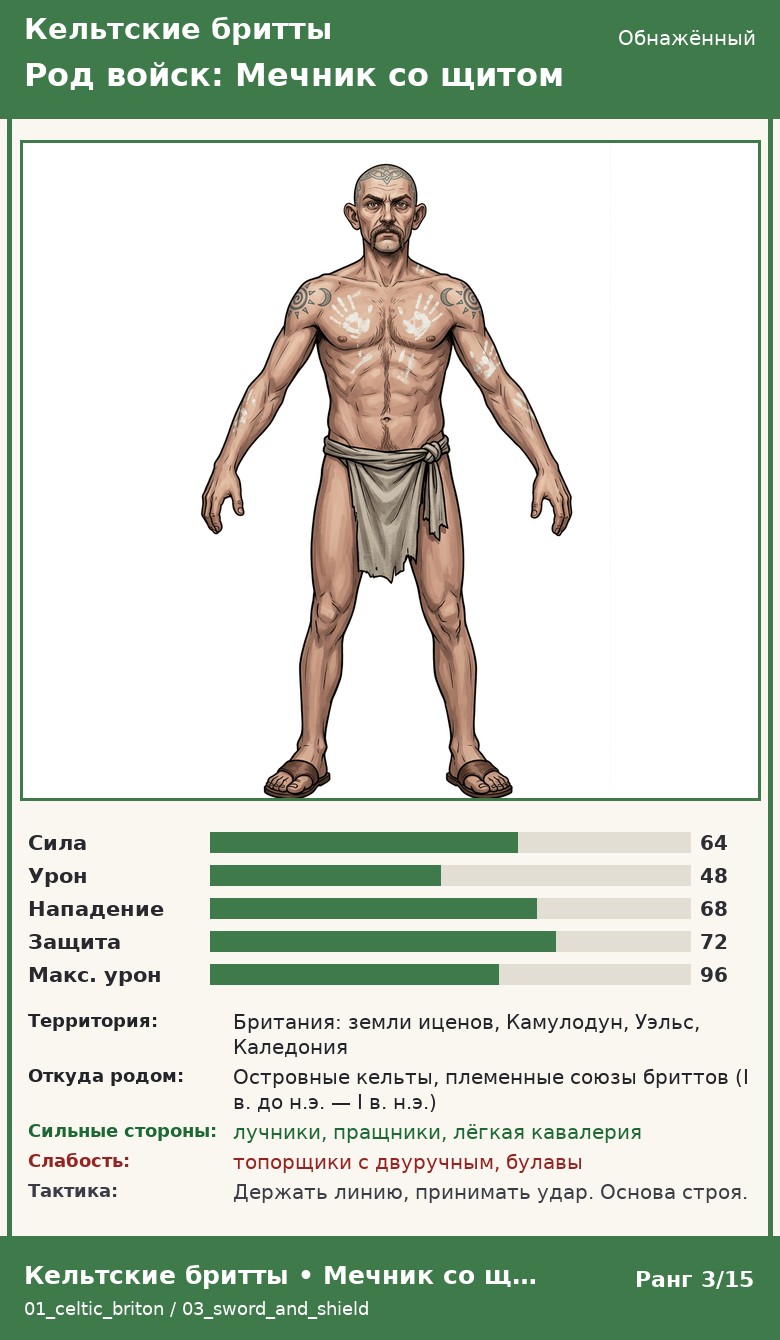 Кельтские бритты
Обнажённый
Род войск: Мечник со щитом
Сила 64
Урон 48
Нападение 68
Защита 72
Макс. урон 96
Территория: Британия: земли иценов, Камулодун, Уэльс,
Каледония
Откуда родом: Островные кельты, племенные союзы бриттов (I
в. до н.э. — I в. н.э.)
Сильные стороны: лучники, пращники, лёгкая кавалерия
Слабость: топорщики с двуручным, булавы
Тактика: Держать линию, принимать удар. Основа строя.
Кельтские бритты • Мечник со щ…
Ранг 3/15
01_celtic_briton / 03_sword_and_shield